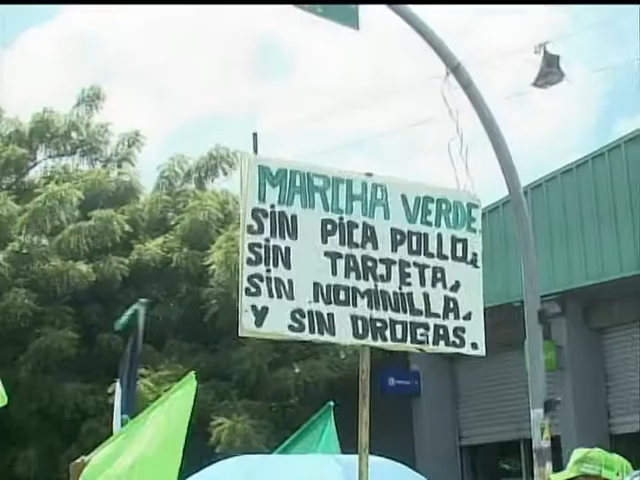 MARCHA VERDE.
SIN PICA POLLO,
SIN TARJETA,
SIN NOMINILLA,
Y SIN DROGAS.